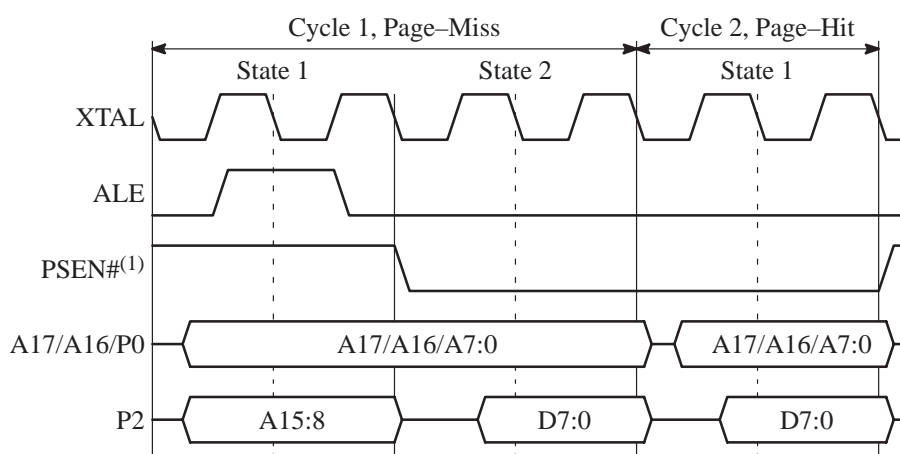 Cycle 1, Page–Miss Cycle 2, Page–Hit
State 1 State 2 State 1
XTAL
ALE
PSEN#(1)
A17/A16/P0 A17/A16/A7:0 A17/A16/A7:0
P2 A15:8 D7:0 D7:0